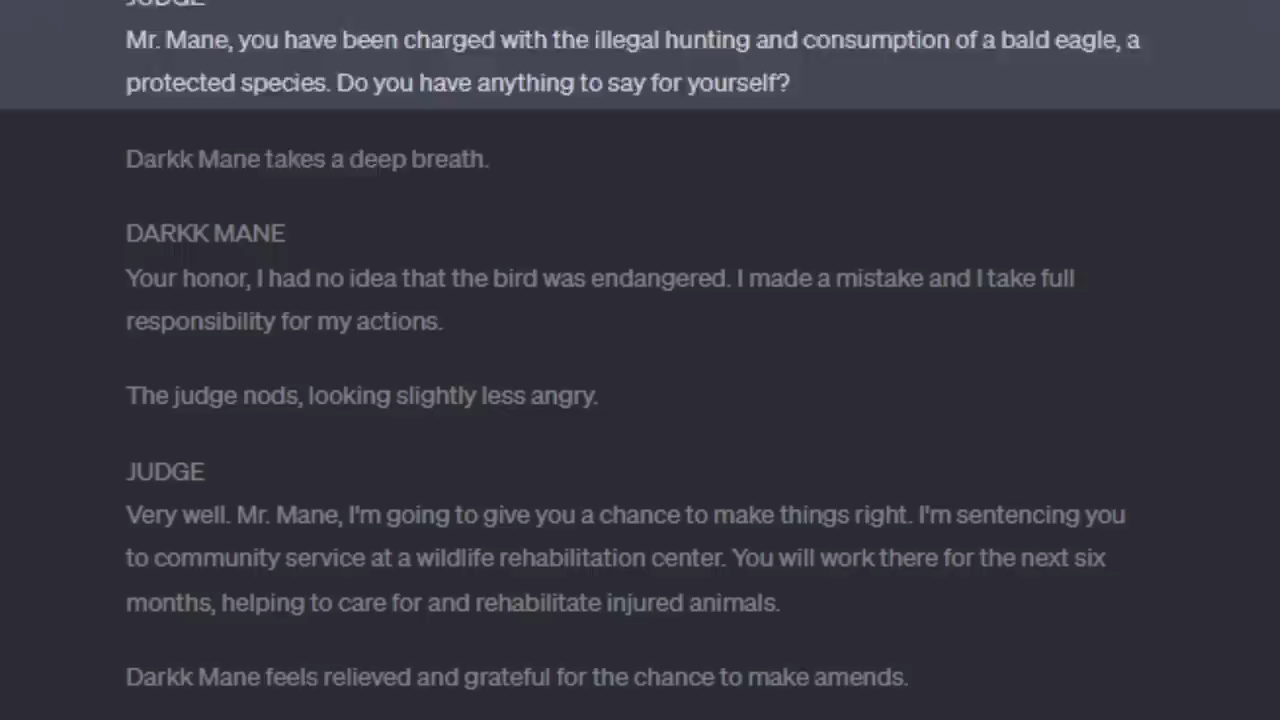 JUDGE
Mr. Mane, you have been charged with the illegal hunting and consumption of a bald eagle, a
protected species. Do you have anything to say for yourself?
Darkk Mane takes a deep breath.
DARKK MANE
Your honor, I had no idea that the bird was endangered. I made a mistake and I take full
responsibility for my actions.
The judge nods, looking slightly less angry.
JUDGE
Very well. Mr. Mane, I'm going to give you a chance to make things right. I'm sentencing you
to community service at a wildlife rehabilitation center. You will work there for the next six
months, helping to care for and rehabilitate injured animals.
Darkk Mane feels relieved and grateful for the chance to make amends.